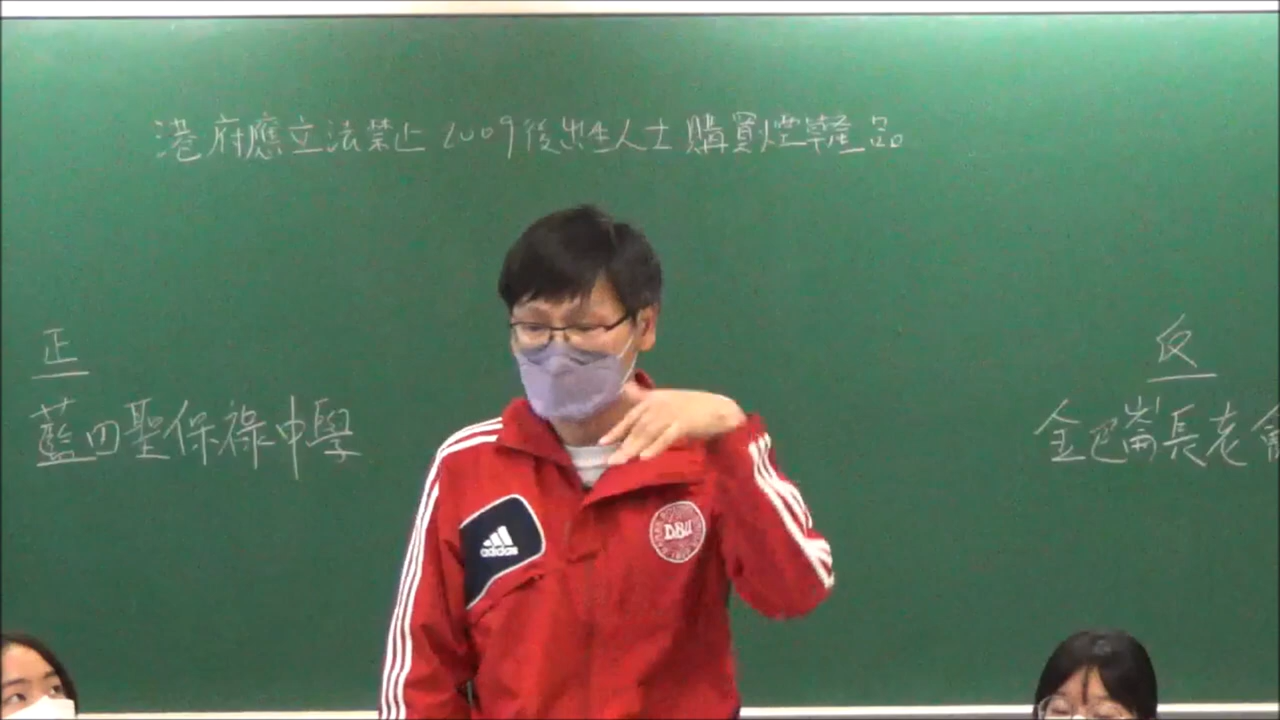 港府應立法禁止2009後出生人士購買煙草產品
正
反
藍田聖保祿中學
金巴崙長老會
adidas
DBU